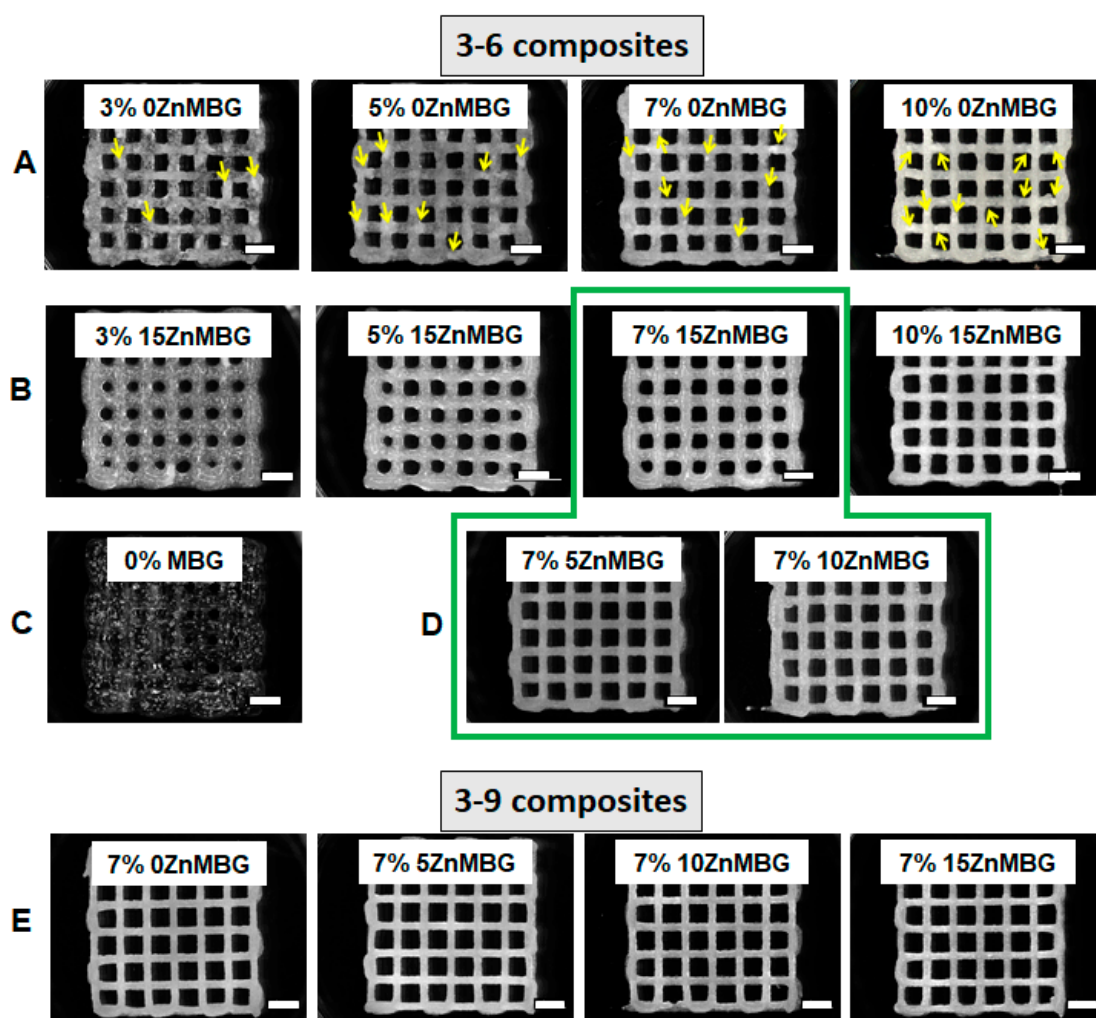 3-6 composites
A
3% 0ZnMBG
5% 0ZnMBG
7% 0ZnMBG
10% 0ZnMBG
B
3% 15ZnMBG
5% 15ZnMBG
7% 15ZnMBG
10% 15ZnMBG
C
0% MBG
D
7% 5ZnMBG
7% 10ZnMBG
3-9 composites
E
7% 0ZnMBG
7% 5ZnMBG
7% 10ZnMBG
7% 15ZnMBG